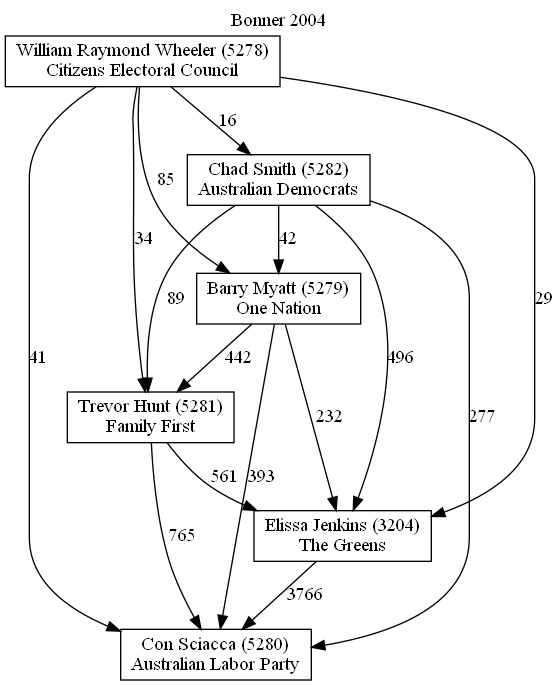 Bonner 2004
William Raymond Wheeler (5278)
Citizens Electoral Council
16
Chad Smith (5282)
Australian Democrats
85
34
42
89
29
Barry Myatt (5279)
One Nation
41
442
496
Trevor Hunt (5281)
Family First
232
277
561
393
Elissa Jenkins (3204)
The Greens
765
3766
Con Sciacca (5280)
Australian Labor Party